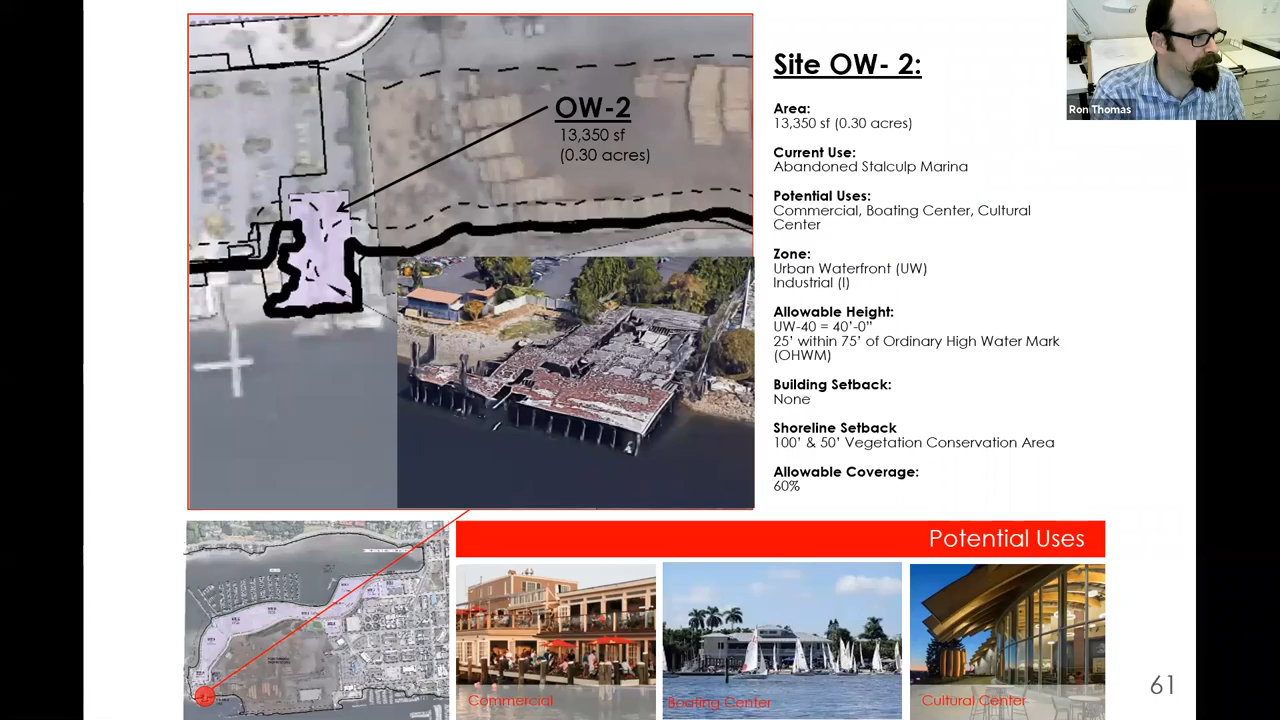 OW-2
13,350 sf
(0.30 acres)
Site OW- 2:
Area:
13,350 sf (0.30 acres)
Current Use:
Abandoned Stalculp Marina
Potential Uses:
Commercial, Boating Center, Cultural
Center
Zone:
Urban Waterfront (UW)
Industrial (I)
Allowable Height:
UW-40 = 40’-0”
25’ within 75’ of Ordinary High Water Mark
(OHWM)
Building Setback:
None
Shoreline Setback
100’ & 50’ Vegetation Conservation Area
Allowable Coverage:
60%
Ron Thomas
Potential Uses
Commercial
Boating Center
Cultural Center
61